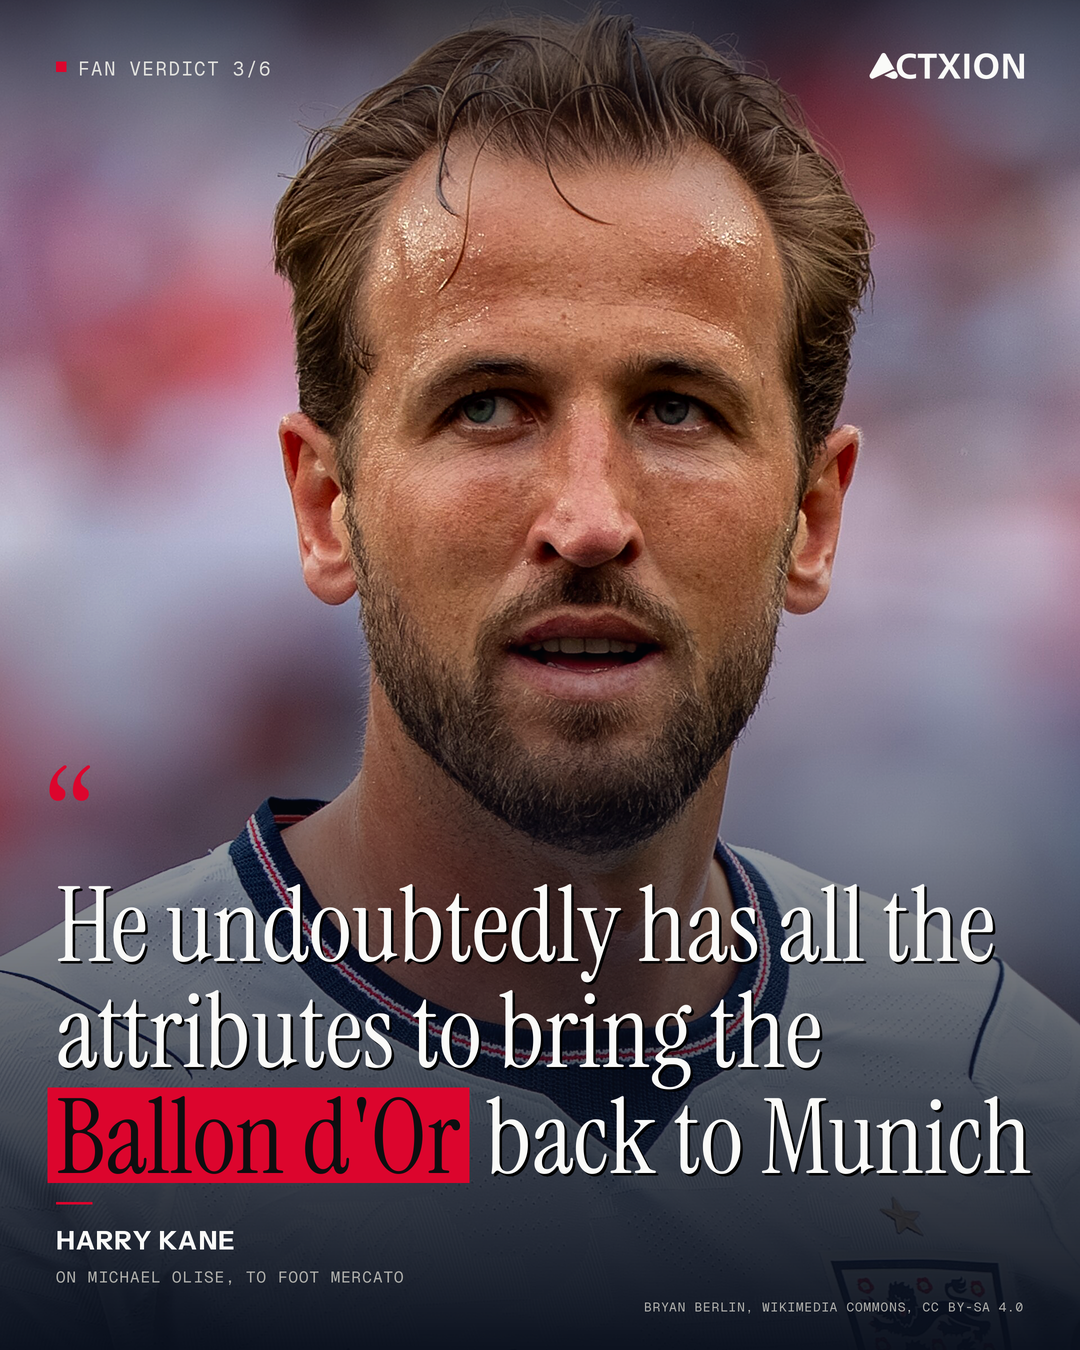 FAN VERDICT 3/6
ACTXION
“
He undoubtedly has all the
attributes to bring the
Ballon d'Or back to Munich
HARRY KANE
ON MICHAEL OLISE, TO FOOT MERCATO
BRYAN BERLIN, WIKIMEDIA COMMONS, CC BY-SA 4.0